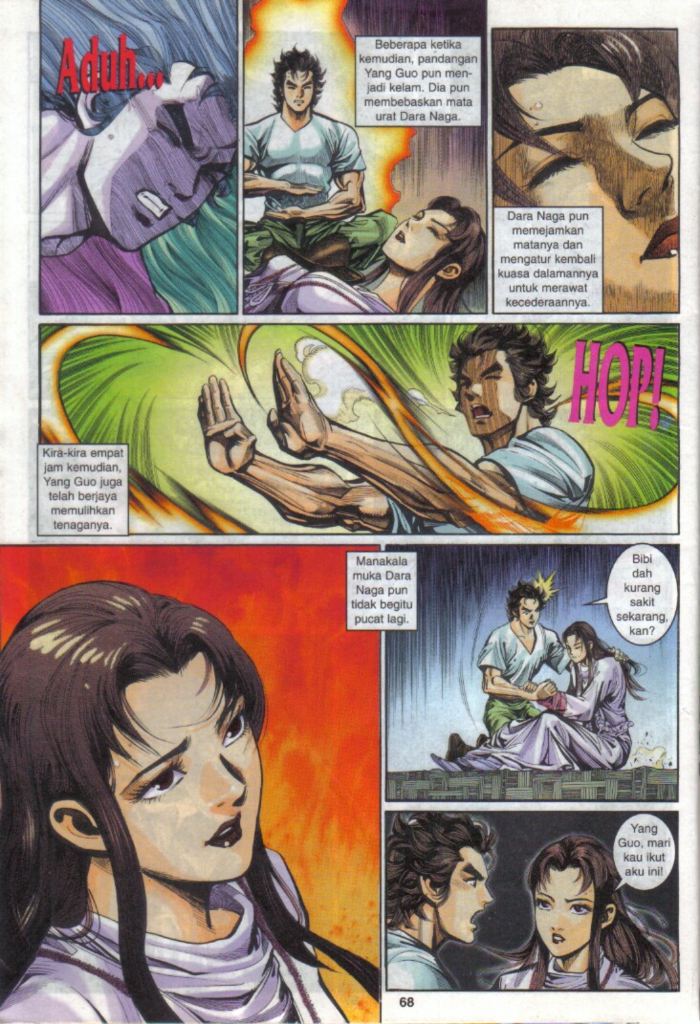 Aduh...
Beberapa ketika
kemudian, pandangan
Yang Guo pun men-
jadi kelam. Dia pun
membebaskan mata
urat Dara Naga.
Dara Naga pun
memejamkan
matanya dan
mengatur kembali
kuasa dalamannya
untuk merawat
kecederaannya.
HOP!
Kira-kira empat
jam kemudian,
Yang Guo juga
telah berjaya
memulihkan
tenaganya.
Manakala
muka Dara
Naga pun
tidak begitu
pucat lagi.
Bibi
dah
kurang
sakit
sekarang,
kan?
Yang
Guo, mari
kau ikut
aku ini!
68